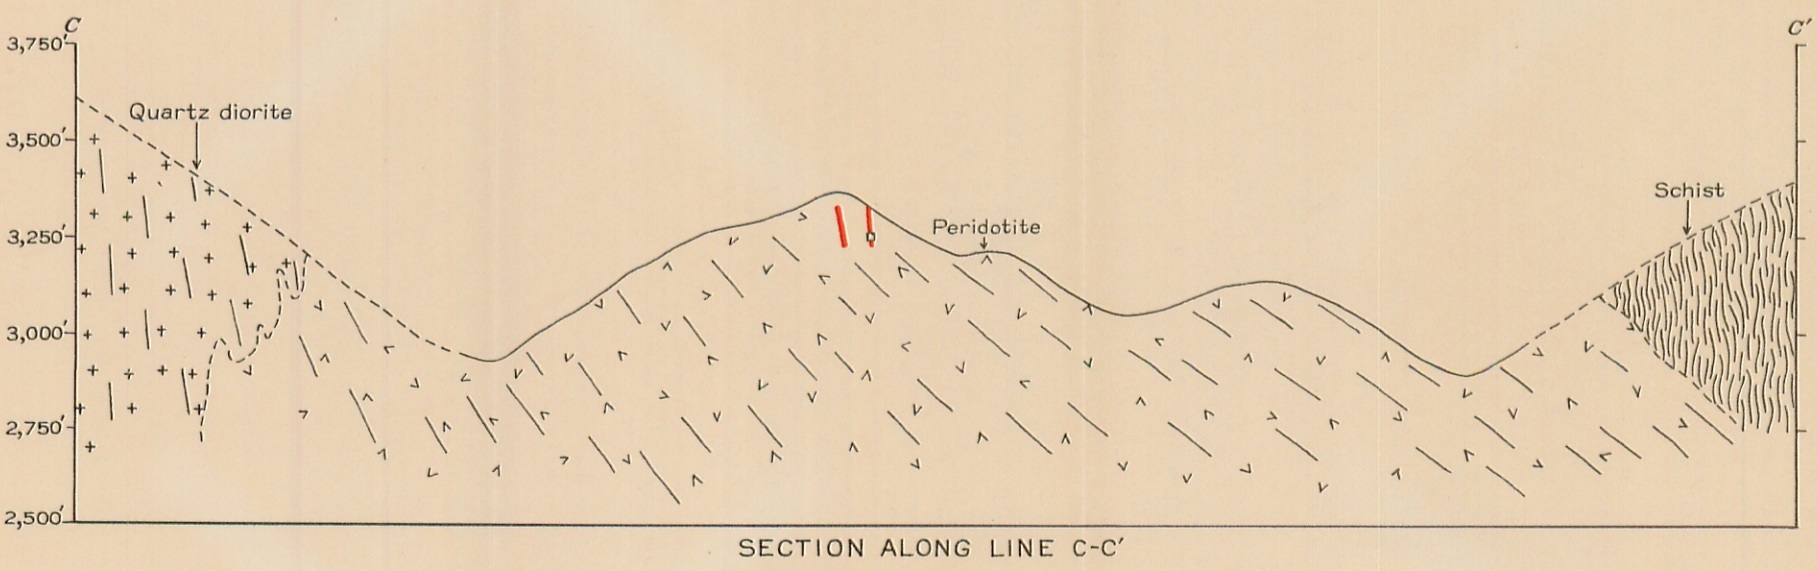 C
C'
3,750'
Quartz diorite
3,500'
Schist
3,250'
Peridotite
3,000'
2,750'
2,500'
SECTION ALONG LINE C-C'